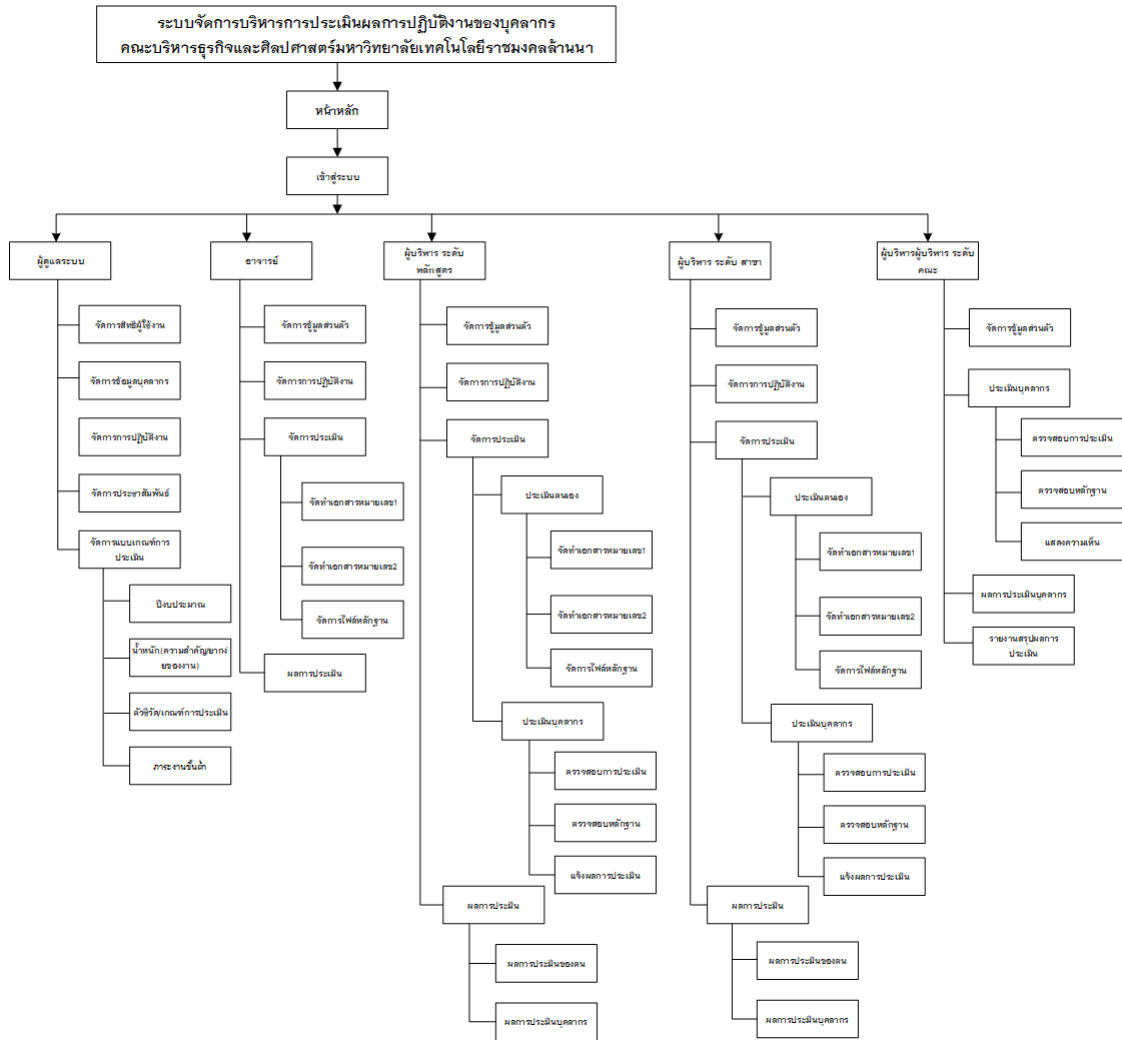 ระบบจัดการบริหารการประเมินผลการปฏิบัติงานของบุคลากร
คณะบริหารธุรกิจและศิลปศาสตร์มหาวิทยาลัยเทคโนโลยีราชมงคลล้านนา
หน้าหลัก
เข้าสู่ระบบ
ผู้ดูแลระบบ
จัดการสิทธิผู้ใช้งาน
จัดการข้อมูลบุคลากร
จัดการการปฏิบัติงาน
จัดการประชาสัมพันธ์
จัดการแบบเกณฑ์การ
ประเมิน
ปีงบประมาณ
น้ำหนัก(ความสำคัญ/ยากง่
ยของงาน)
ตัวชี้วัด/เกณฑ์การประเมิน
ภาระงานขั้นต่ำ
อาจารย์
จัดการข้มูลส่วนตัว
จัดการการปฏิบัติงาน
จัดการประเมิน
จัดทำเอกสารหมายเลข1
จัดทำเอกสารหมายเลข2
จัดการไฟล์หลักฐาน
ผลการประเมิน
ผู้บริหาร ระดับ
หลักสูตร
จัดการข้มูลส่วนตัว
จัดการการปฏิบัติงาน
จัดการประเมิน
ประเมินตนเอง
จัดทำเอกสารหมายเลข1
จัดทำเอกสารหมายเลข2
จัดการไฟล์หลักฐาน
ประเมินบุคลากร
ตรวจสอบการประเมิน
ตรวจสอบหลักฐาน
แจ้งผลการประเมิน
ผลการประมิน
ผลการประมินของตน
ผลการประมินบุคลากร
ผู้บริหาร ระดับ สาขา
จัดการข้มูลส่วนตัว
จัดการการปฏิบัติงาน
จัดการประเมิน
ประเมินตนเอง
จัดทำเอกสารหมายเลข1
จัดทำเอกสารหมายเลข2
จัดการไฟล์หลักฐาน
ประเมินบุคลากร
ตรวจสอบการประเมิน
ตรวจสอบหลักฐาน
แจ้งผลการประเมิน
ผลการประมิน
ผลการประมินของตน
ผลการประมินบุคลากร
ผู้บริหารผู้บริหาร ระดับ
คณะ
จัดการข้มูลส่วนตัว
ประเมินบุคลากร
ตรวจสอบการประเมิน
ตรวจสอบหลักฐาน
แสดงความเห็น
ผลการประเมินบุคลากร
รายงานสรุปผลการ
ประเมิน